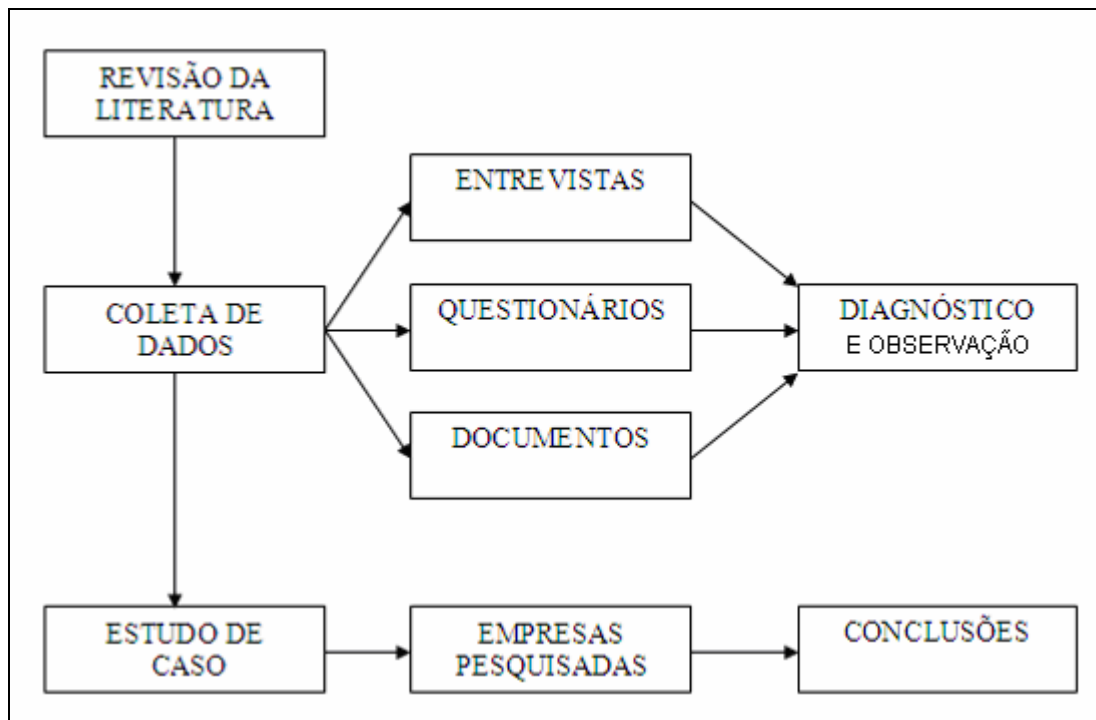 REVISÃO DA
LITERATURA
ENTREVISTAS
COLETA DE
DADOS
QUESTIONÁRIOS
DIAGNÓSTICO
E OBSERVAÇÃO
DOCUMENTOS
ESTUDO DE
CASO
EMPRESAS
PESQUISADAS
CONCLUSÕES